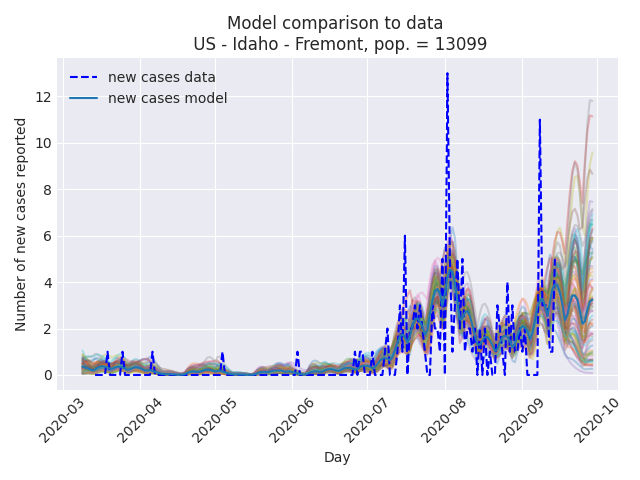 Model comparison to data
US - Idaho - Fremont, pop. = 13099
new cases data
new cases model
Number of new cases reported
12
10
8
6
4
2
0
2020-03
2020-04
2020-05
2020-06
2020-07
2020-08
2020-09
2020-10
Day